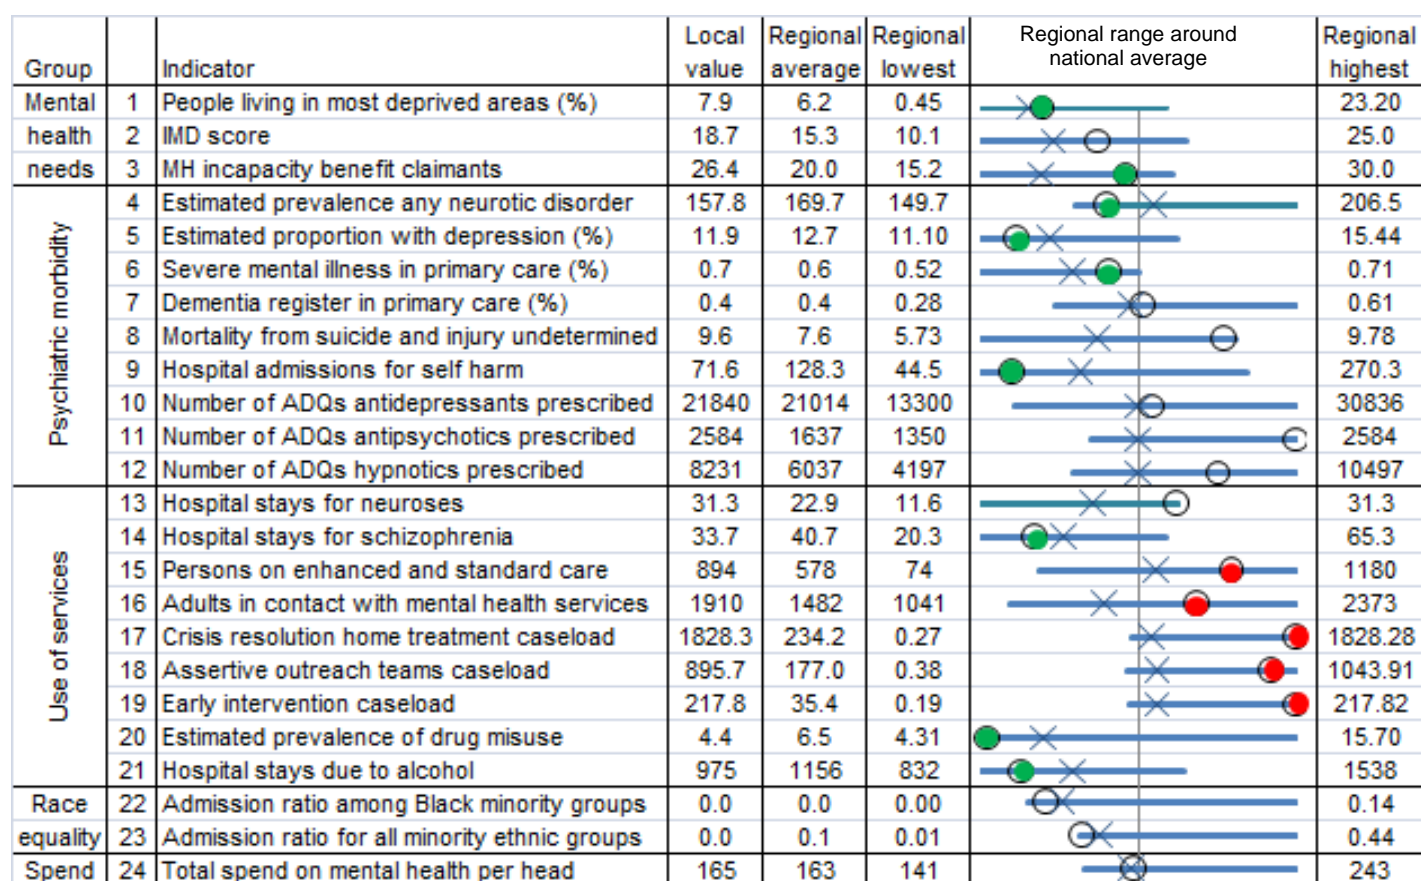 Group Indicator Local value Regional average Regional lowest Regional range around national average Regional highest
Mental health needs
1 People living in most deprived areas (%) 7.9 6.2 0.45 23.20
2 IMD score 18.7 15.3 10.1 25.0
3 MH incapacity benefit claimants 26.4 20.0 15.2 30.0
Psychiatric morbidity
4 Estimated prevalence any neurotic disorder 157.8 169.7 149.7 206.5
5 Estimated proportion with depression (%) 11.9 12.7 11.10 15.44
6 Severe mental illness in primary care (%) 0.7 0.6 0.52 0.71
7 Dementia register in primary care (%) 0.4 0.4 0.28 0.61
8 Mortality from suicide and injury undetermined 9.6 7.6 5.73 9.78
9 Hospital admissions for self harm 71.6 128.3 44.5 270.3
10 Number of ADQs antidepressants prescribed 21840 21014 13300 30836
11 Number of ADQs antipsychotics prescribed 2584 1637 1350 2584
12 Number of ADQs hypnotics prescribed 8231 6037 4197 10497
Use of services
13 Hospital stays for neuroses 31.3 22.9 11.6 31.3
14 Hospital stays for schizophrenia 33.7 40.7 20.3 65.3
15 Persons on enhanced and standard care 894 578 74 1180
16 Adults in contact with mental health services 1910 1482 1041 2373
17 Crisis resolution home treatment caseload 1828.3 234.2 0.27 1828.28
18 Assertive outreach teams caseload 895.7 177.0 0.38 1043.91
19 Early intervention caseload 217.8 35.4 0.19 217.82
20 Estimated prevalence of drug misuse 4.4 6.5 4.31 15.70
21 Hospital stays due to alcohol 975 1156 832 1538
Race equality
22 Admission ratio among Black minority groups 0.0 0.0 0.00 0.14
23 Admission ratio for all minority ethnic groups 0.0 0.1 0.01 0.44
Spend 24 Total spend on mental health per head 165 163 141 243